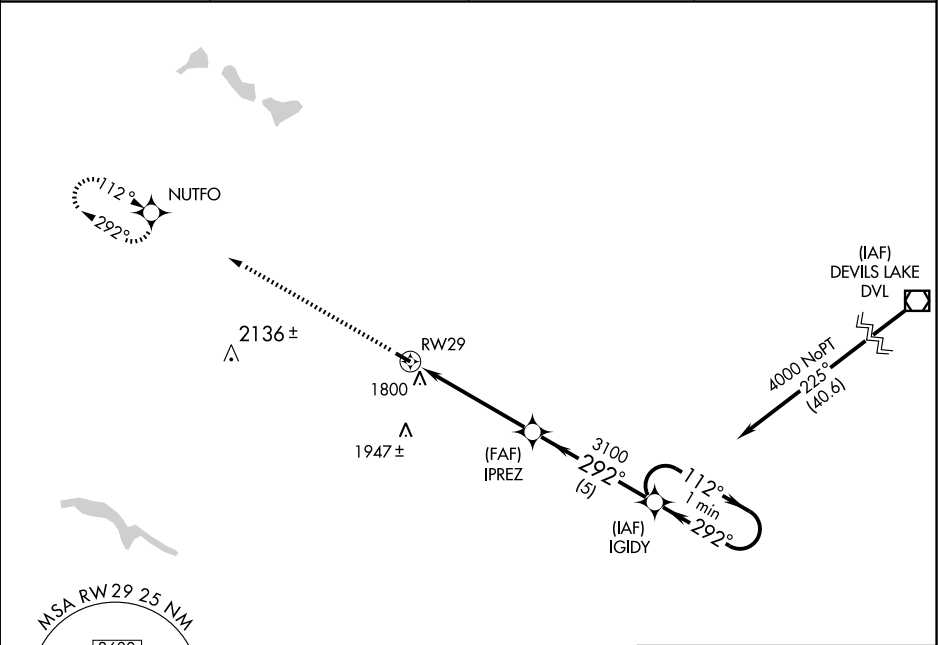 112°
292°
NUTFO
(IAF)
DEVILS LAKE
DVL
4000 NoPT
225°
(40.6)
2136 ±
RW29
1800
1947 ±
(FAF)
IPREZ
3100
292°
(5)
112°
1 min
292°
(IAF)
IGIDY
MSA RW29 25 NM